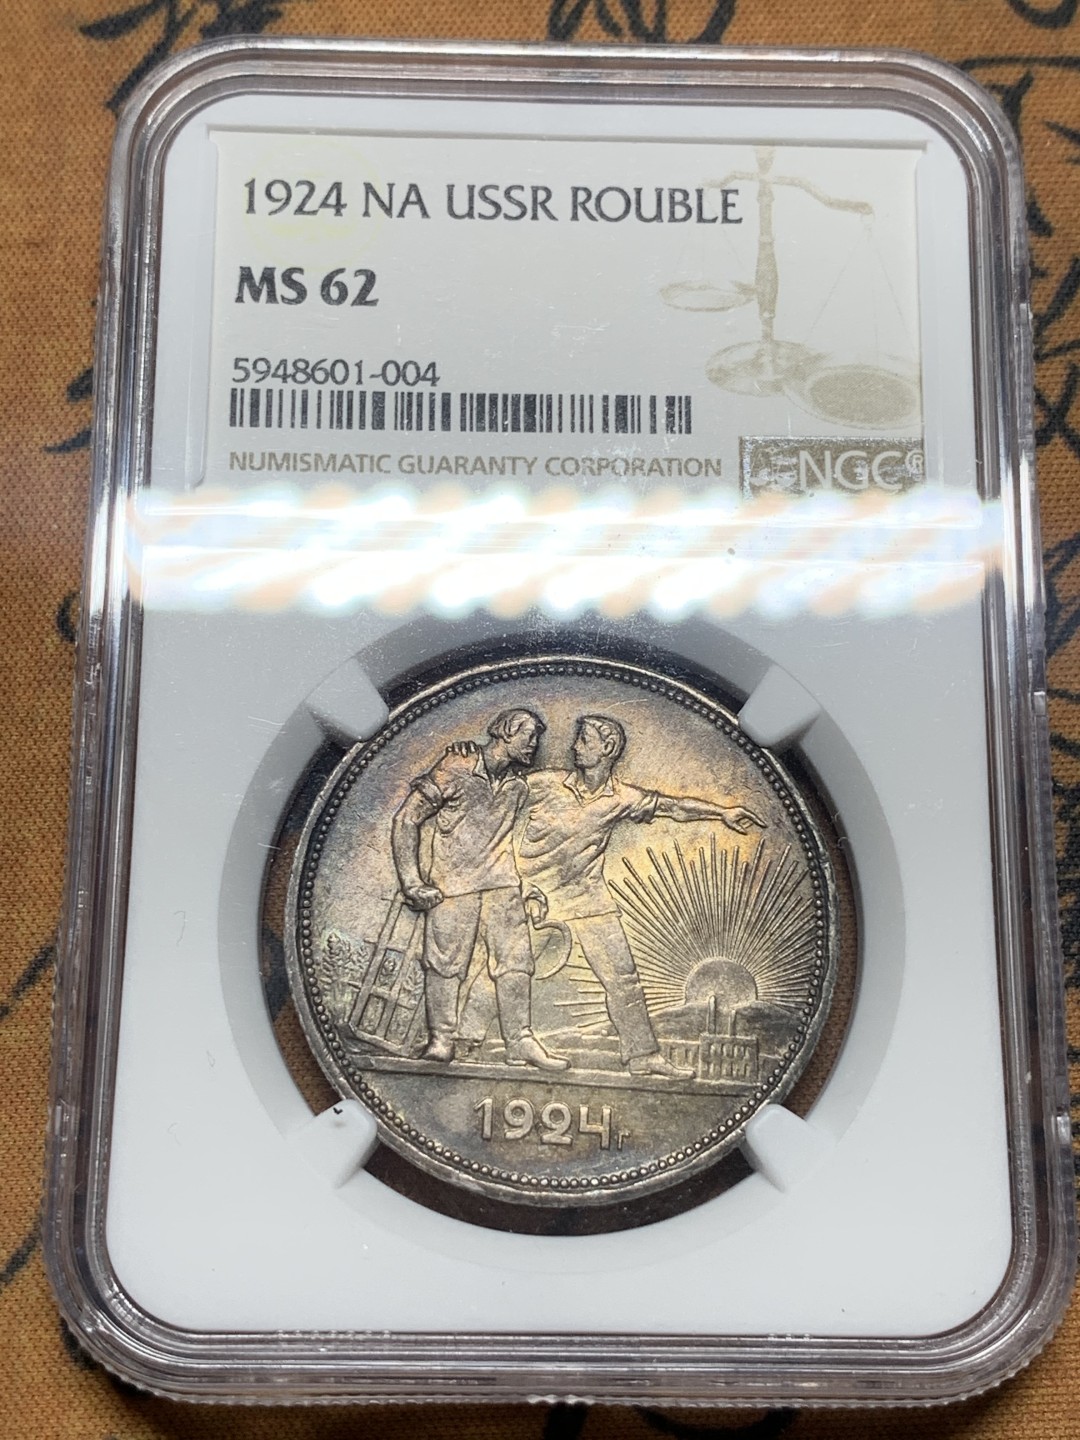 1924 NA USSR ROUBLE
MS 62
5948601-004
NUMISMATIC GUARANTY CORPORATION
NGC®
1924г